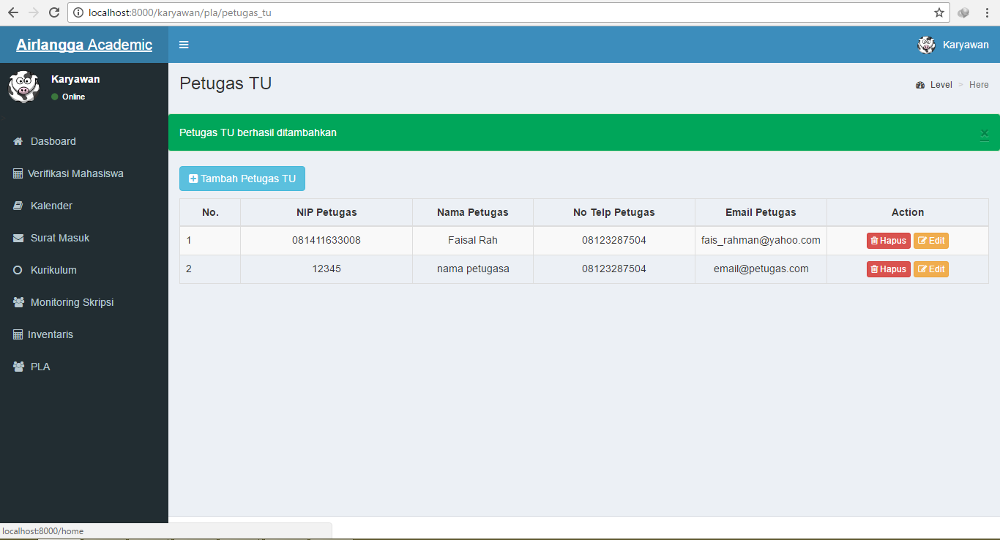 localhost:8000/karyawan/pla/petugas_tu
Airlangga Academic
Karyawan
Karyawan
Online
Petugas TU
Level > Here
Petugas TU berhasil ditambahkan
×
Dasboard
Verifikasi Mahasiswa
Kalender
Surat Masuk
Kurikulum
Monitoring Skripsi
Inventaris
PLA
Tambah Petugas TU
No. NIP Petugas Nama Petugas No Telp Petugas Email Petugas Action
1 081411633008 Faisal Rah 08123287504 fais_rahman@yahoo.com Hapus Edit
2 12345 nama petugasa 08123287504 email@petugas.com Hapus Edit
localhost:8000/home